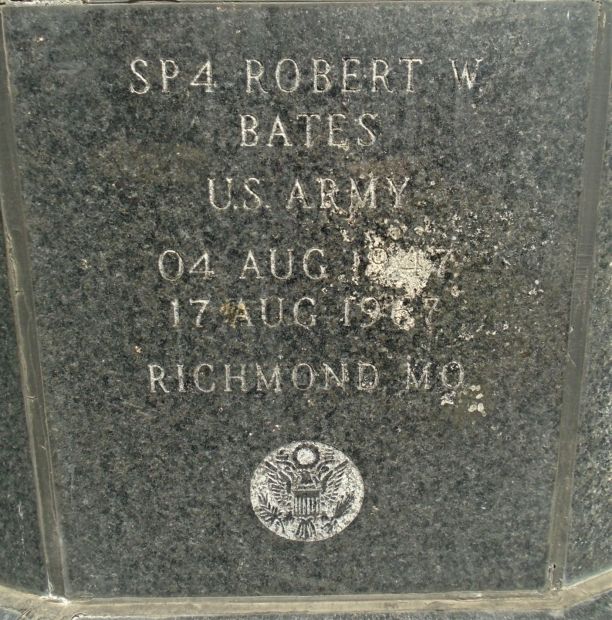 SP4 ROBERT W.
BATES
U.S. ARMY
04 AUG 1947
17 AUG 1967
RICHMOND MO.